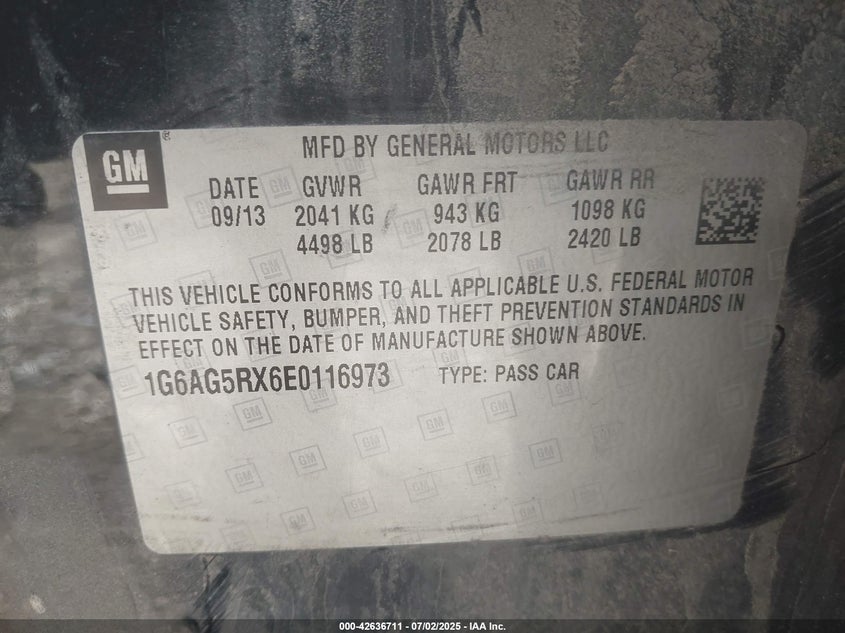 GM
MFD BY GENERAL MOTORS LLC
DATE GVWR GAWR FRT GAWR RR
09/13 2041 KG 943 KG 1098 KG
4498 LB 2078 LB 2420 LB
THIS VEHICLE CONFORMS TO ALL APPLICABLE U.S. FEDERAL MOTOR
VEHICLE SAFETY, BUMPER, AND THEFT PREVENTION STANDARDS IN
EFFECT ON THE DATE OF MANUFACTURE SHOWN ABOVE.
1G6AG5RX6E0116973 TYPE: PASS CAR
000-42636711 - 07/02/2025 - IAA Inc.